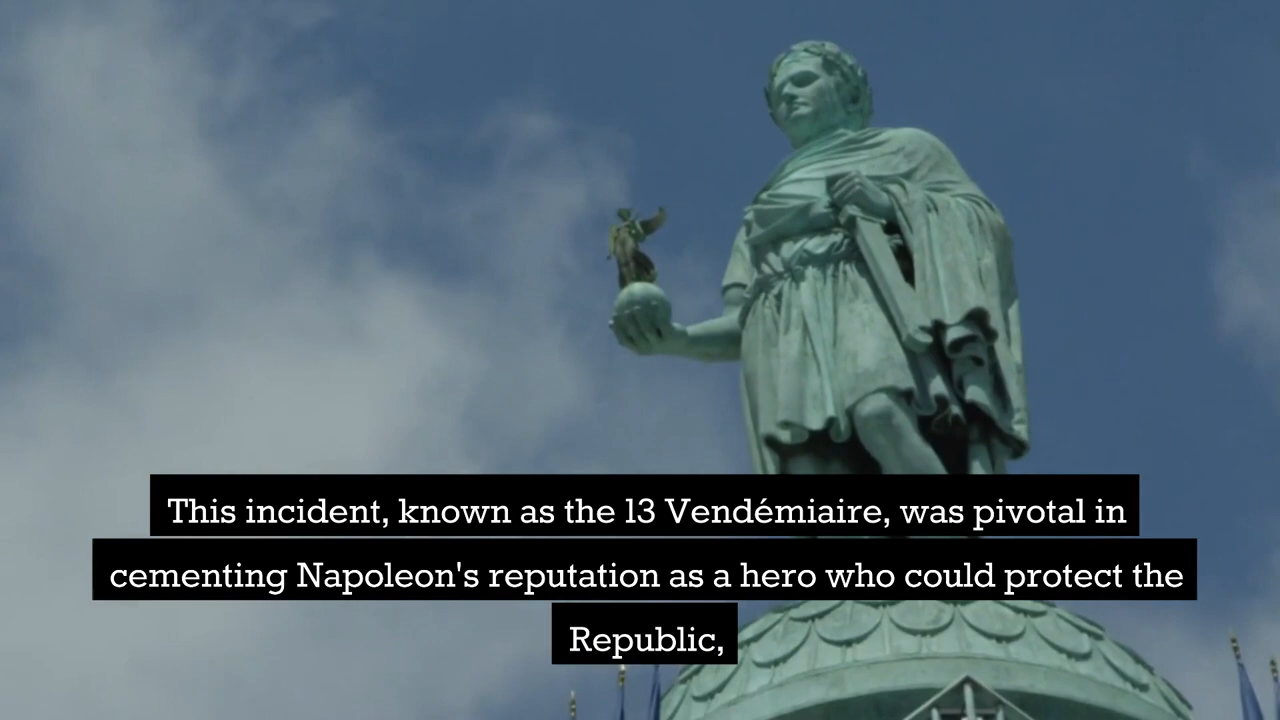 This incident, known as the 13 Vendémiaire, was pivotal in
cementing Napoleon's reputation as a hero who could protect the
Republic,